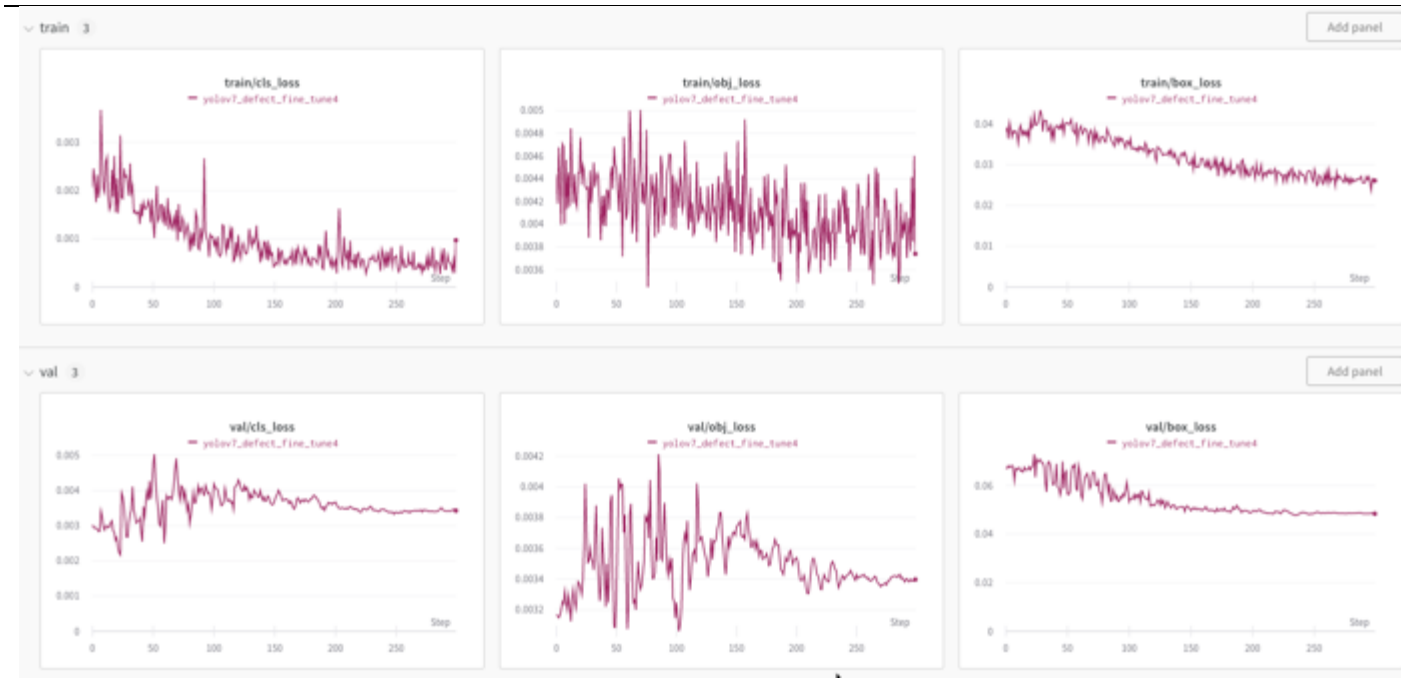 train 3
Add panel
train/cls_loss
yolov7_defect_fine_tune4
0.003
0.002
0.001
0
Step
0 50 100 150 200 250
train/obj_loss
yolov7_defect_fine_tune4
0.005
0.0048
0.0046
0.0044
0.0042
0.004
0.0038
0.0036
Step
0 50 100 150 200 250
train/box_loss
yolov7_defect_fine_tune4
0.04
0.03
0.02
0.01
0
Step
0 50 100 150 200 250
val 3
Add panel
val/cls_loss
yolov7_defect_fine_tune4
0.005
0.004
0.003
0.002
0.001
0
Step
0 50 100 150 200 250
val/obj_loss
yolov7_defect_fine_tune4
0.0042
0.004
0.0038
0.0036
0.0034
0.0032
Step
0 50 100 150 200 250
val/box_loss
yolov7_defect_fine_tune4
0.06
0.04
0.02
0
Step
0 50 100 150 200 250